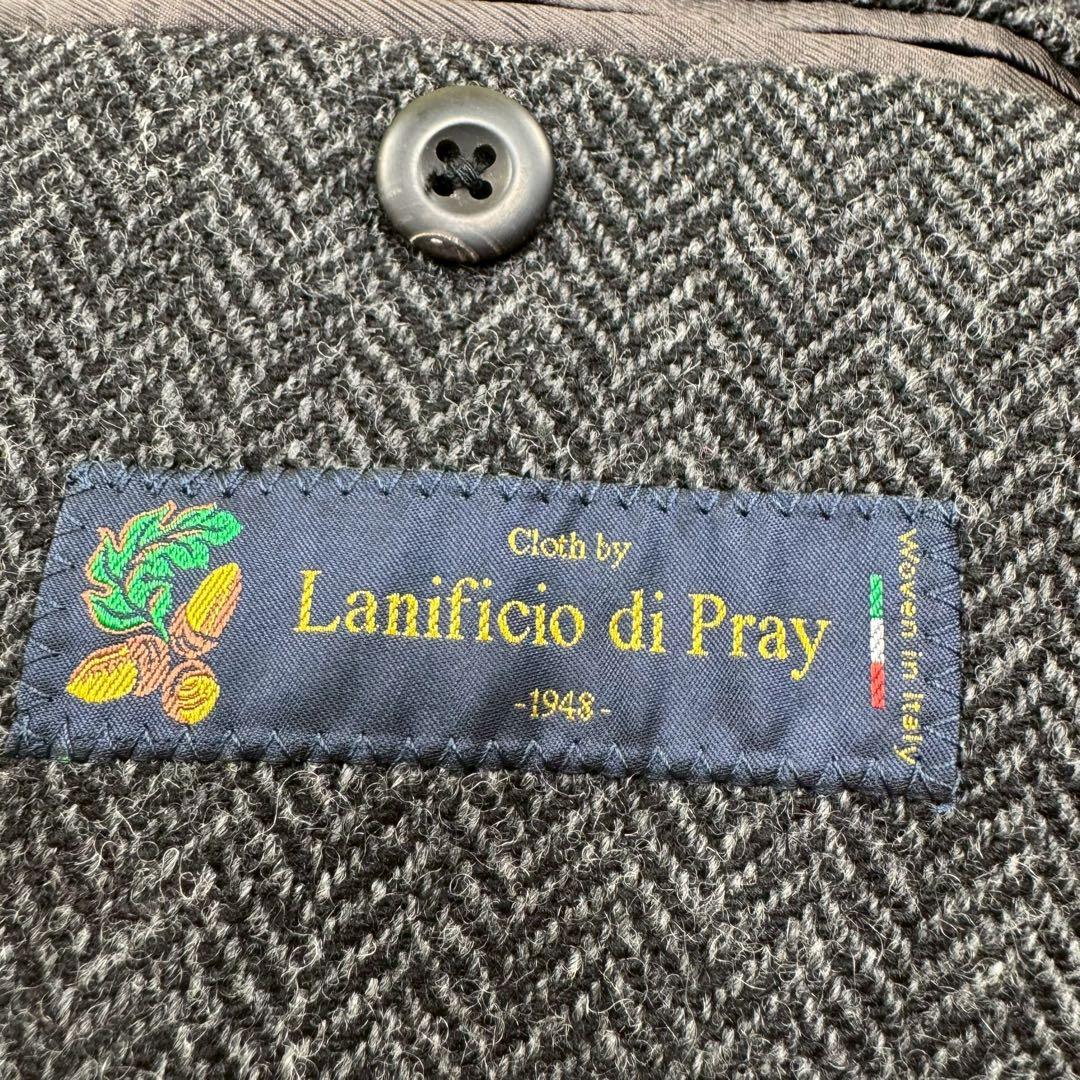 Cloth by
Lanificio di Pray
-1948-
Woven in Italy